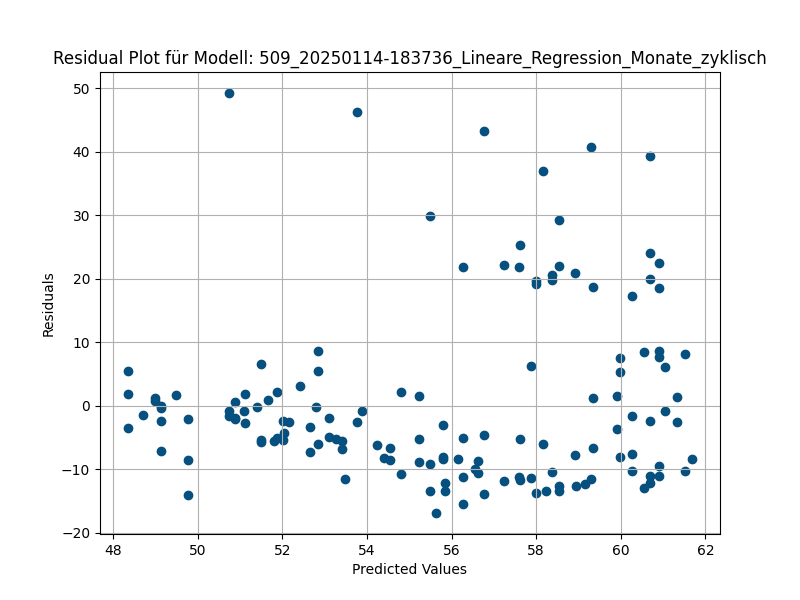 Residual Plot für Modell: 509_20250114-183736_Lineare_Regression_Monate_zyklisch
50
40
30
20
10
0
−10
−20
Residuals
48 50 52 54 56 58 60 62
Predicted Values